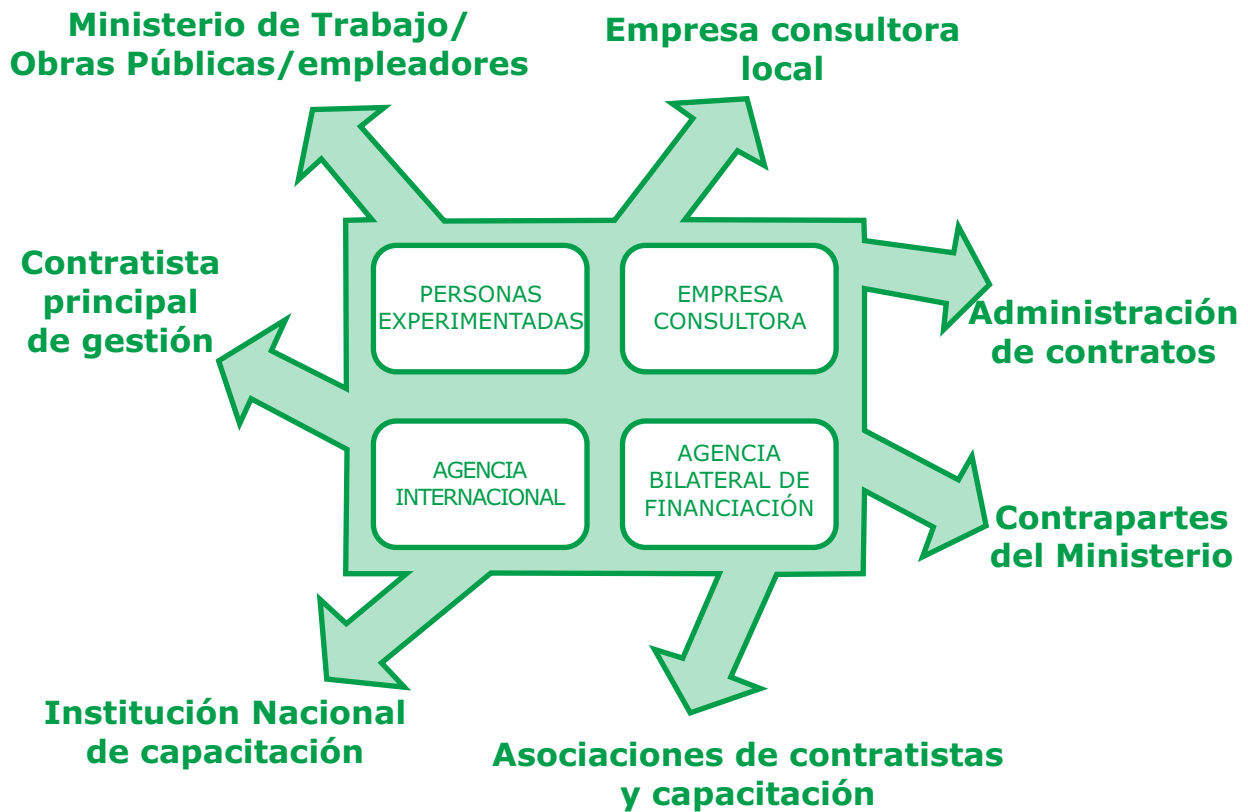 Ministerio de Trabajo/
Obras Públicas/empleadores
Empresa consultora
local
Contratista
principal
de gestión
PERSONAS
EXPERIMENTADAS
EMPRESA
CONSULTORA
Administración
de contratos
AGENCIA
INTERNACIONAL
AGENCIA
BILATERAL DE
FINANCIACIÓN
Contrapartes
del Ministerio
Institución Nacional
de capacitación
Asociaciones de contratistas
y capacitación